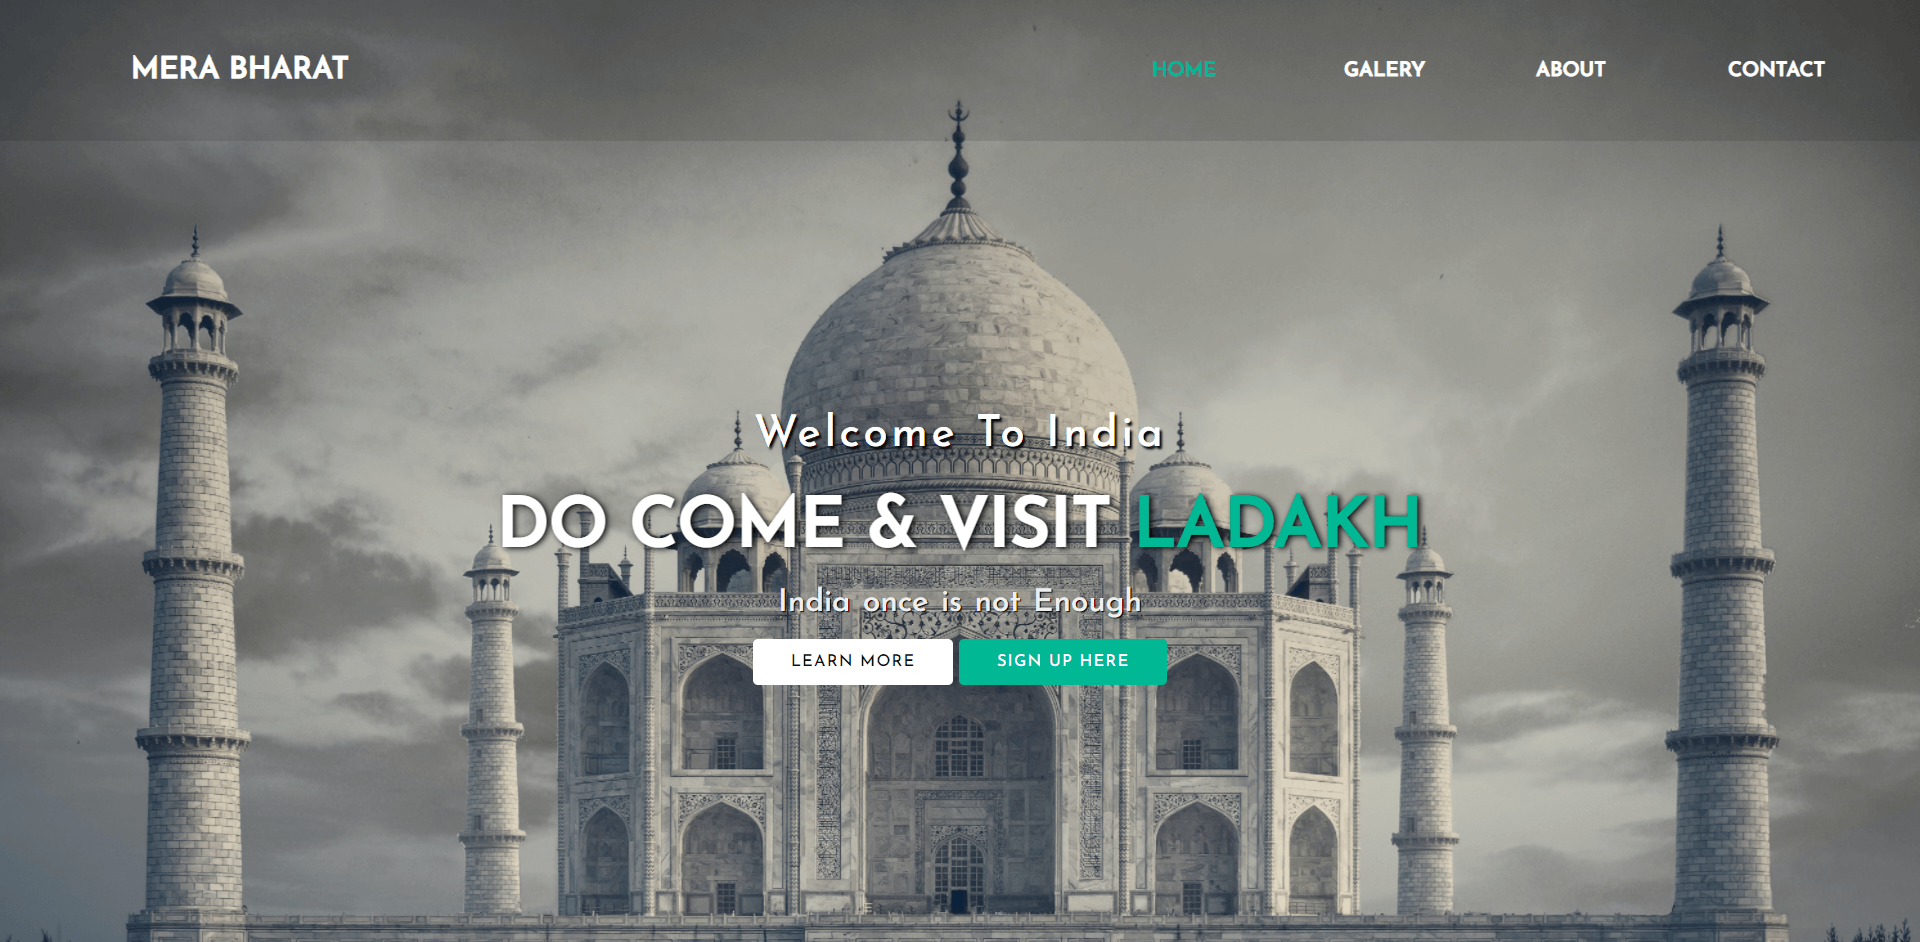 MERA BHARAT
HOME GALERY ABOUT CONTACT
Welcome To India
DO COME & VISIT LADAKH
India once is not Enough
LEARN MORE SIGN UP HERE